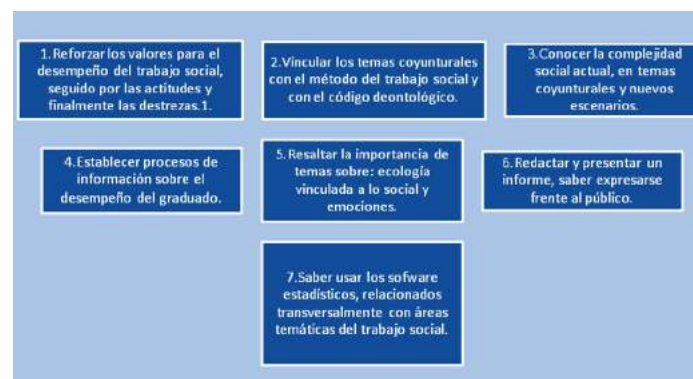 1.Reforzar los valores para el
desempeño del trabajo social,
seguido por las actitudes y
finalmente las destrezas.1.
2.Vincular los temas coyunturales
con el método del trabajo social y
con el código deontológico.
3.Conocer la complejidad
social actual, en temas
coyunturales y nuevos
escenarios.
4.Establecer procesos de
información sobre el
desempeño del graduado.
5.Resaltar la importancia de
temas sobre: ecología
vinculada a lo social y
emociones.
6.Redactar y presentar un
informe, saber expresarse
frente al público.
7.Saber usar los sofware
estadísticos, relacionados
transversalmente con áreas
temáticas del trabajo social.